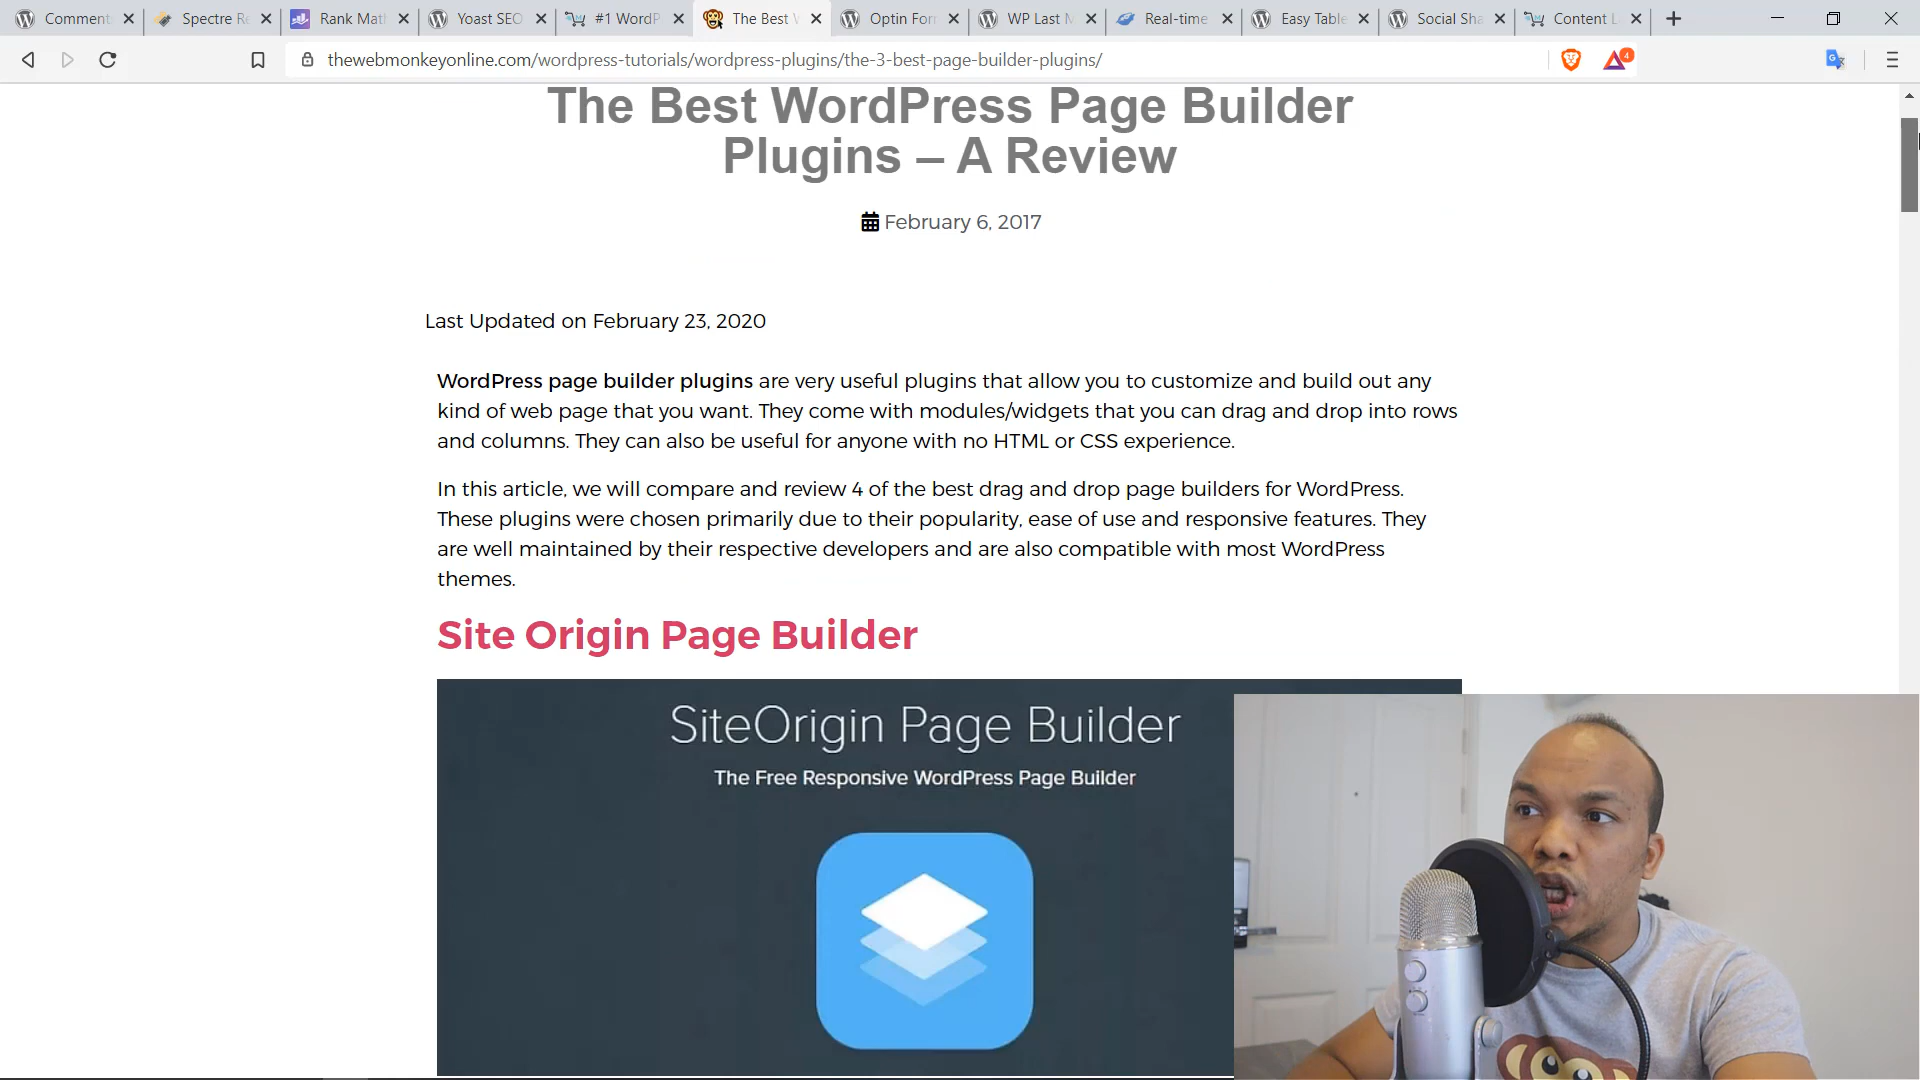 Comment
Spectre Re
Rank Mat
Yoast SEO
#1 WordP
The Best W
Optin For
WP Last M
Real-time
Easy Table
Social Sha
Content L
thewebmonkeyonline.com/wordpress-tutorials/wordpress-plugins/the-3-best-page-builder-plugins/
4
The Best WordPress Page Builder
Plugins – A Review
February 6, 2017
Last Updated on February 23, 2020
WordPress page builder plugins are very useful plugins that allow you to customize and build out any
kind of web page that you want. They come with modules/widgets that you can drag and drop into rows
and columns. They can also be useful for anyone with no HTML or CSS experience.
In this article, we will compare and review 4 of the best drag and drop page builders for WordPress.
These plugins were chosen primarily due to their popularity, ease of use and responsive features. They
are well maintained by their respective developers and are also compatible with most WordPress
themes.
Site Origin Page Builder
SiteOrigin Page Builder
The Free Responsive WordPress Page Builder